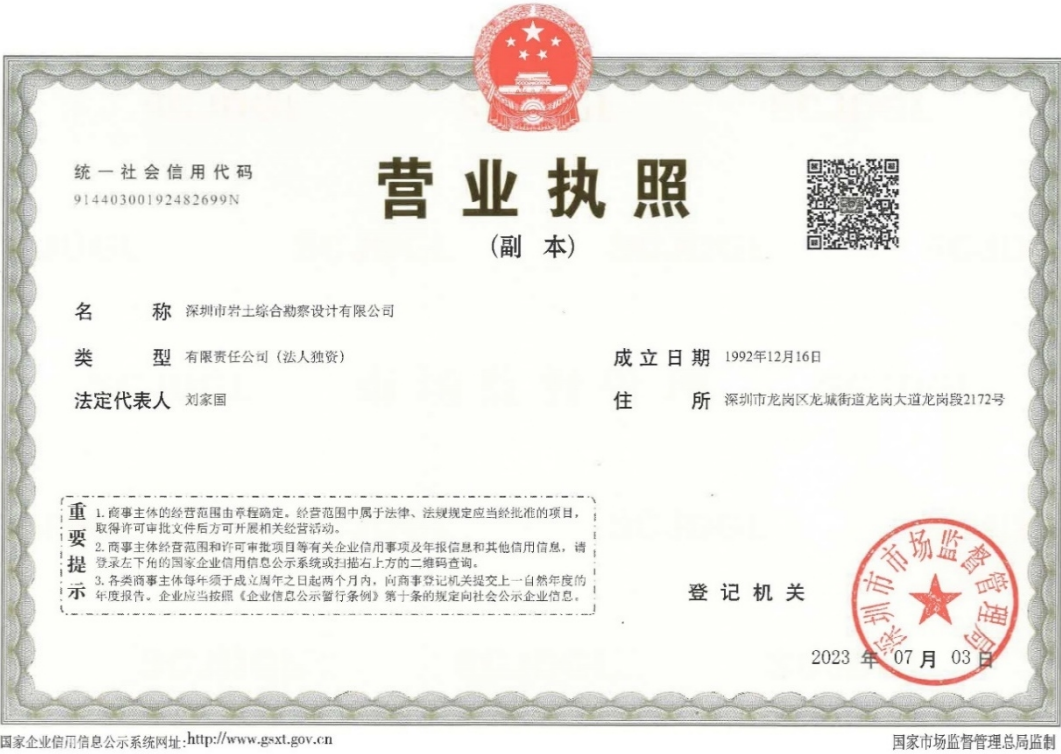 统一社会信用代码
91440300192482699N
营业执照
(副 本)
名 称 深圳市岩土综合勘察设计有限公司
类 型 有限责任公司（法人独资）
成立日期 1992年12月16日
法定代表人 刘家国
住 所 深圳市龙岗区龙城街道龙岗大道龙岗段2172号
重要提示
1. 商事主体的经营范围由章程确定。经营范围中属于法律、法规规定应当经批准的项目，
取得许可审批文件后方可开展相关经营活动。
2. 商事主体经营范围和许可审批项目等有关企业信用事项及年报信息和其他信用信息，请
登录左下角的国家企业信用信息公示系统或扫描右上方的二维码查询。
3. 各类商事主体每年须于成立周年之日起两个月内，向商事登记机关提交上一自然年度的
年度报告。企业应当按照《企业信息公示暂行条例》第十条的规定向社会公示企业信息。
登记机关
深圳市市场监督管理局
2023 年 07 月 03 日
国家企业信用信息公示系统网址:http://www.gsxt.gov.cn
国家市场监督管理总局监制